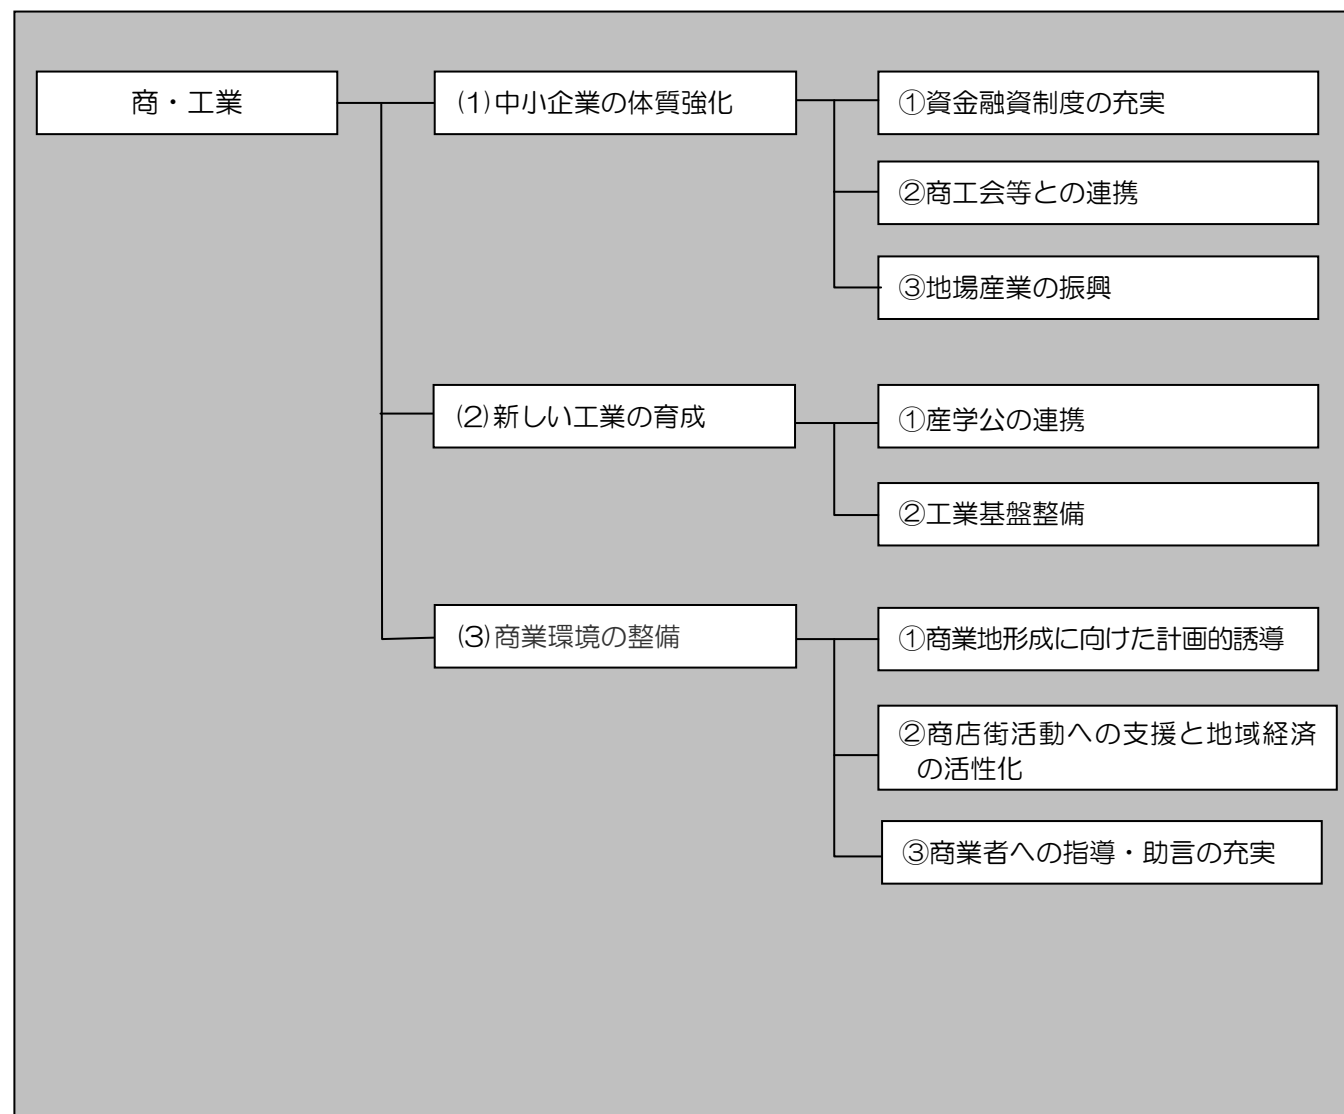 商・工業
⑴中小企業の体質強化
①資金融資制度の充実
②商工会等との連携
③地場産業の振興
⑵新しい工業の育成
①産学公の連携
②工業基盤整備
⑶商業環境の整備
①商業地形成に向けた計画的誘導
②商店街活動への支援と地域経済
の活性化
③商業者への指導・助言の充実